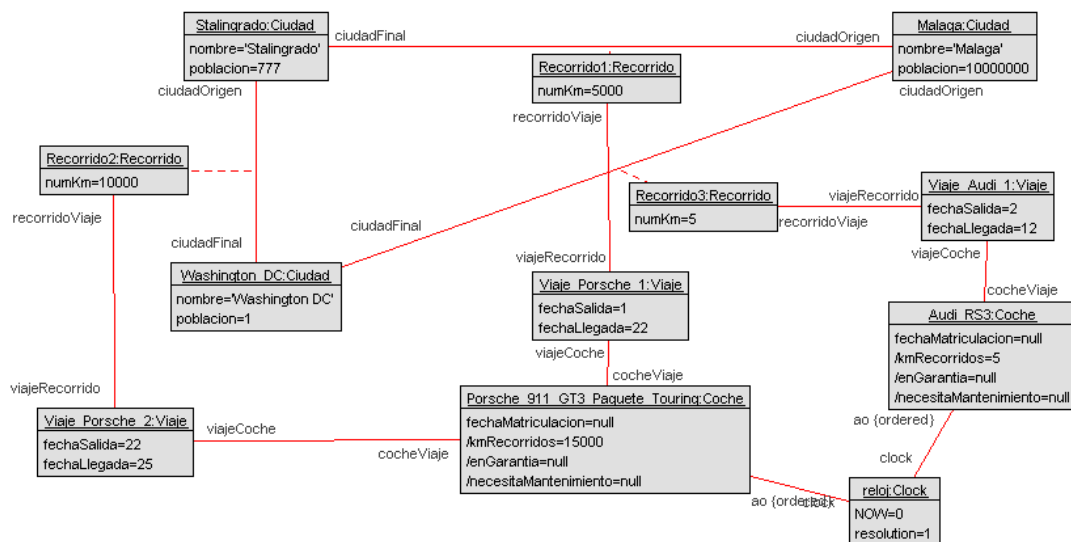 Stalingrado:Ciudad
nombre='Stalingrado'
poblacion=777
ciudadFinal
ciudadOrigen
Malaga:Ciudad
nombre='Malaga'
poblacion=10000000
ciudadOrigen
ciudadOrigen
Recorrido1:Recorrido
numKm=5000
recorridoViaje
Recorrido2:Recorrido
numKm=10000
recorridoViaje
Recorrido3:Recorrido
numKm=5
recorridoViaje
viajeRecorrido
Viaje_Audi_1:Viaje
fechaSalida=2
fechaLlegada=12
viajeCoche
ciudadFinal
ciudadFinal
Washington_DC:Ciudad
nombre='Washington DC'
poblacion=1
viajeRecorrido
Viaje_Porsche_1:Viaje
fechaSalida=1
fechaLlegada=22
viajeCoche
cocheViaje
cocheViaje
Audi_RS3:Coche
fechaMatriculacion=null
/kmRecorridos=5
/enGarantia=null
/necesitaMantenimiento=null
ao {ordered}
clock
viajeRecorrido
Viaje_Porsche_2:Viaje
fechaSalida=22
fechaLlegada=25
viajeCoche
cocheViaje
Porsche_911_GT3_Paquete_Touring:Coche
fechaMatriculacion=null
/kmRecorridos=15000
/enGarantia=null
/necesitaMantenimiento=null
ao {ordered}
clock
reloj:Clock
NOW=0
resolution=1